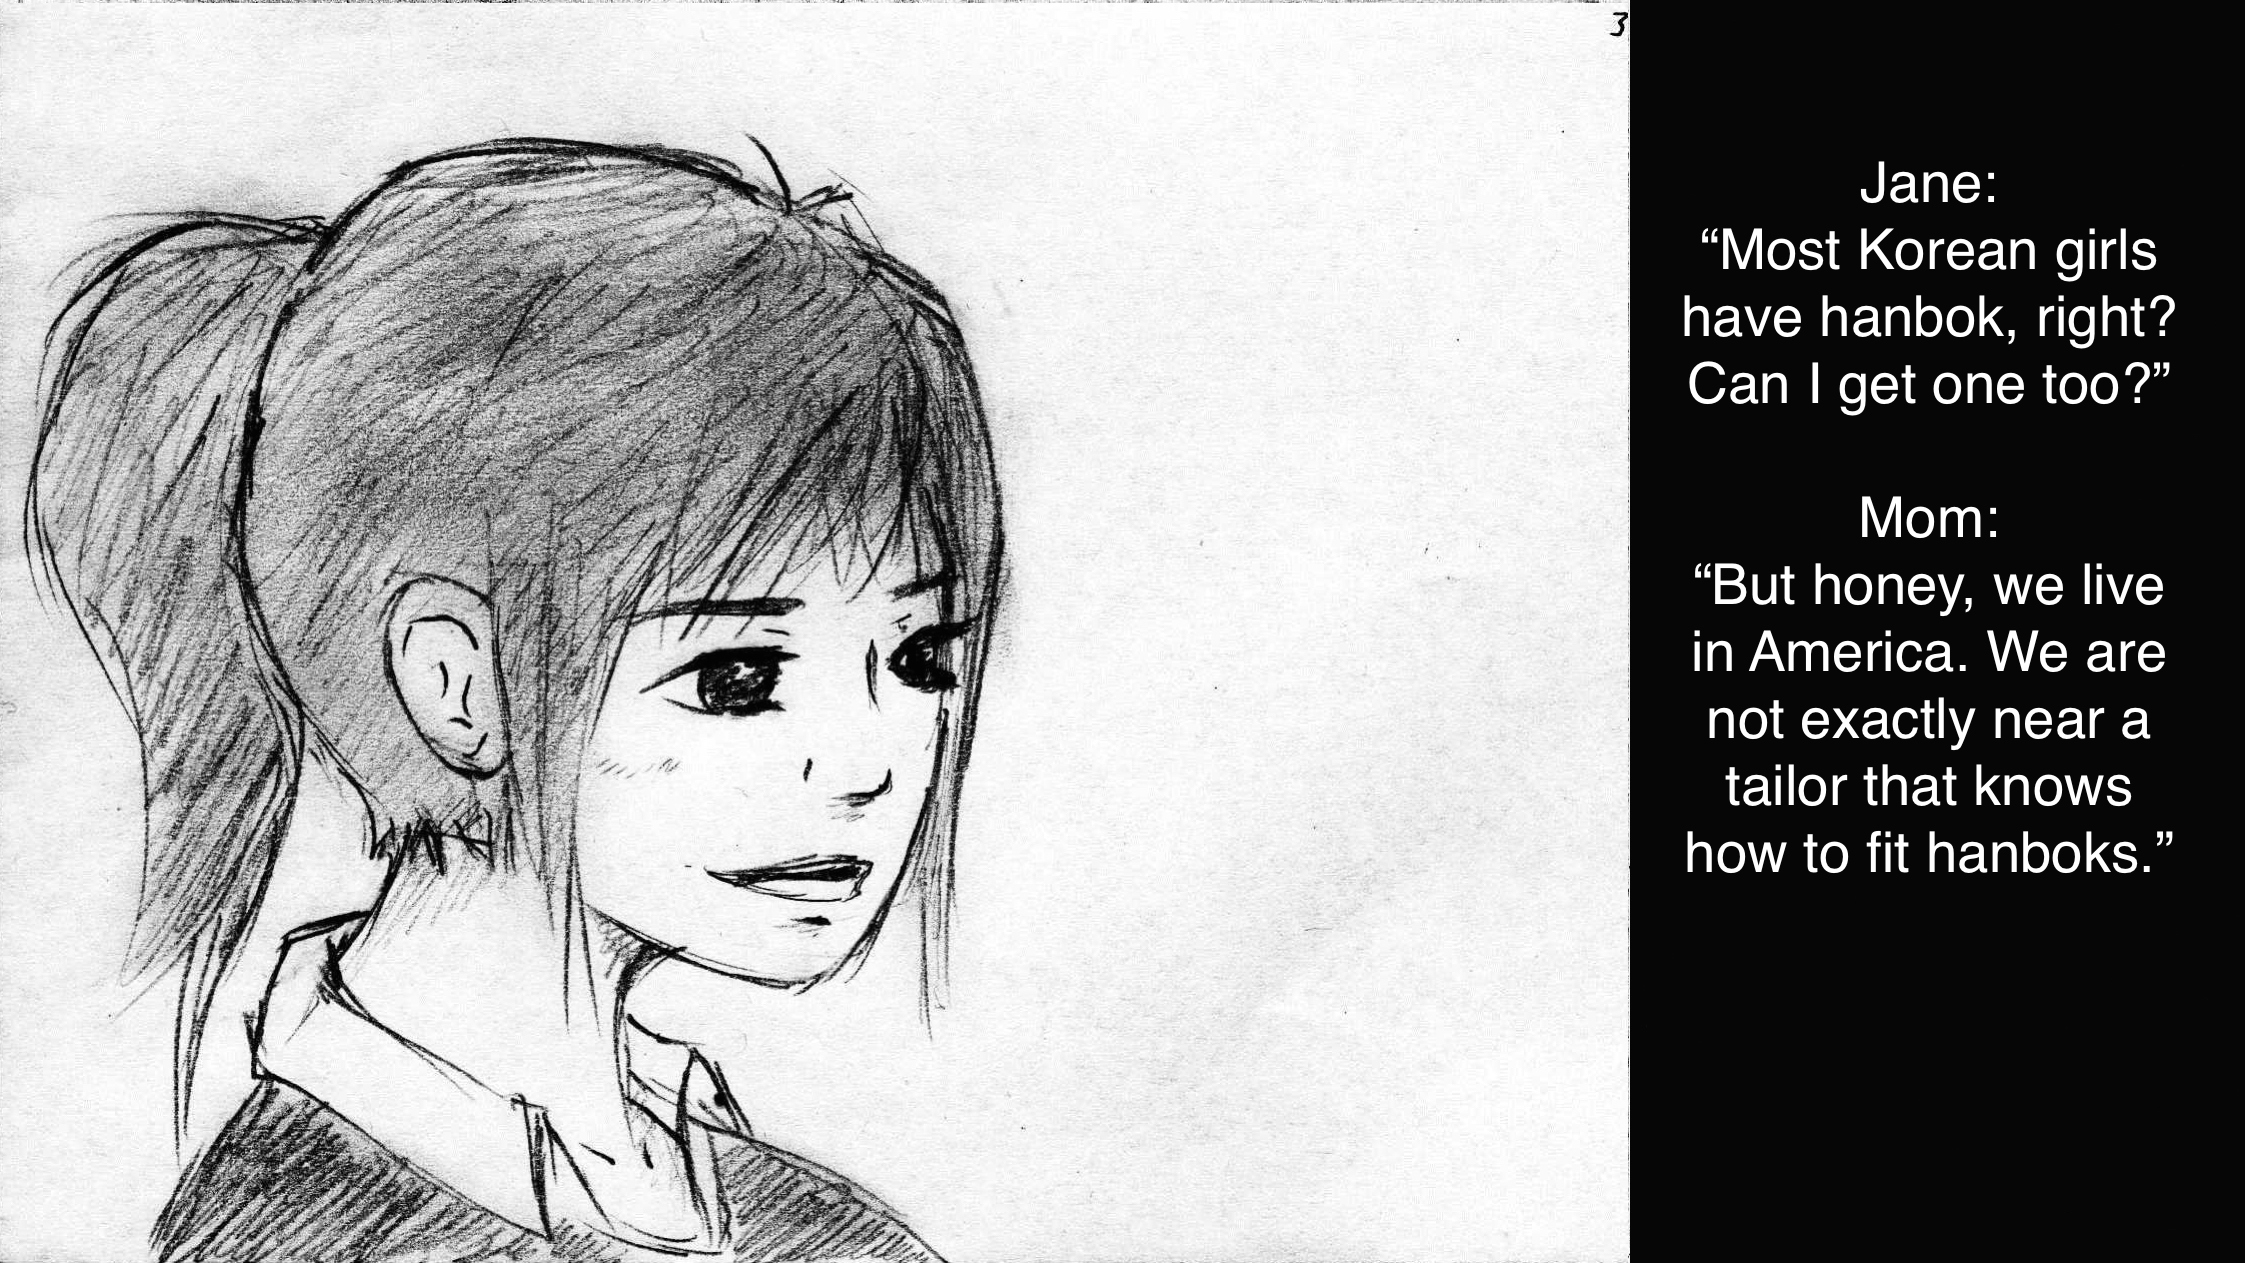 3
Jane:
“Most Korean girls
have hanbok, right?
Can I get one too?”
Mom:
“But honey, we live
in America. We are
not exactly near a
tailor that knows
how to fit hanboks.”